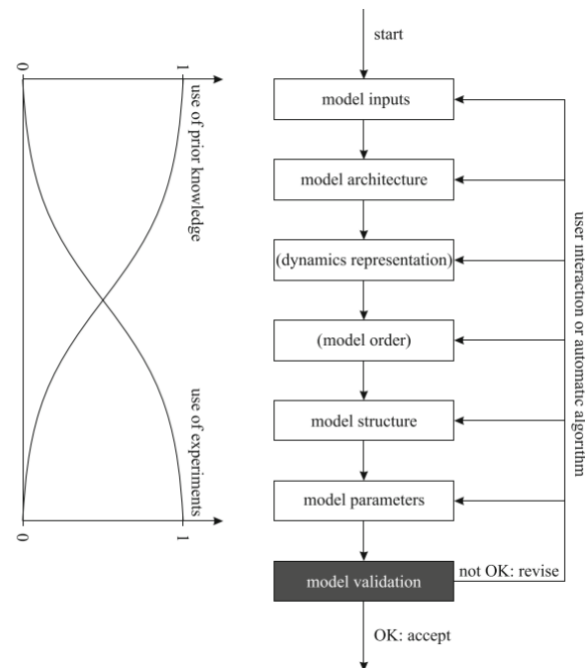 start
0
1
use of prior knowledge
model inputs
model architecture
(dynamics representation)
(model order)
model structure
model parameters
model validation
not OK: revise
OK: accept
user interaction or automatic algorithm
use of experiments
0
1